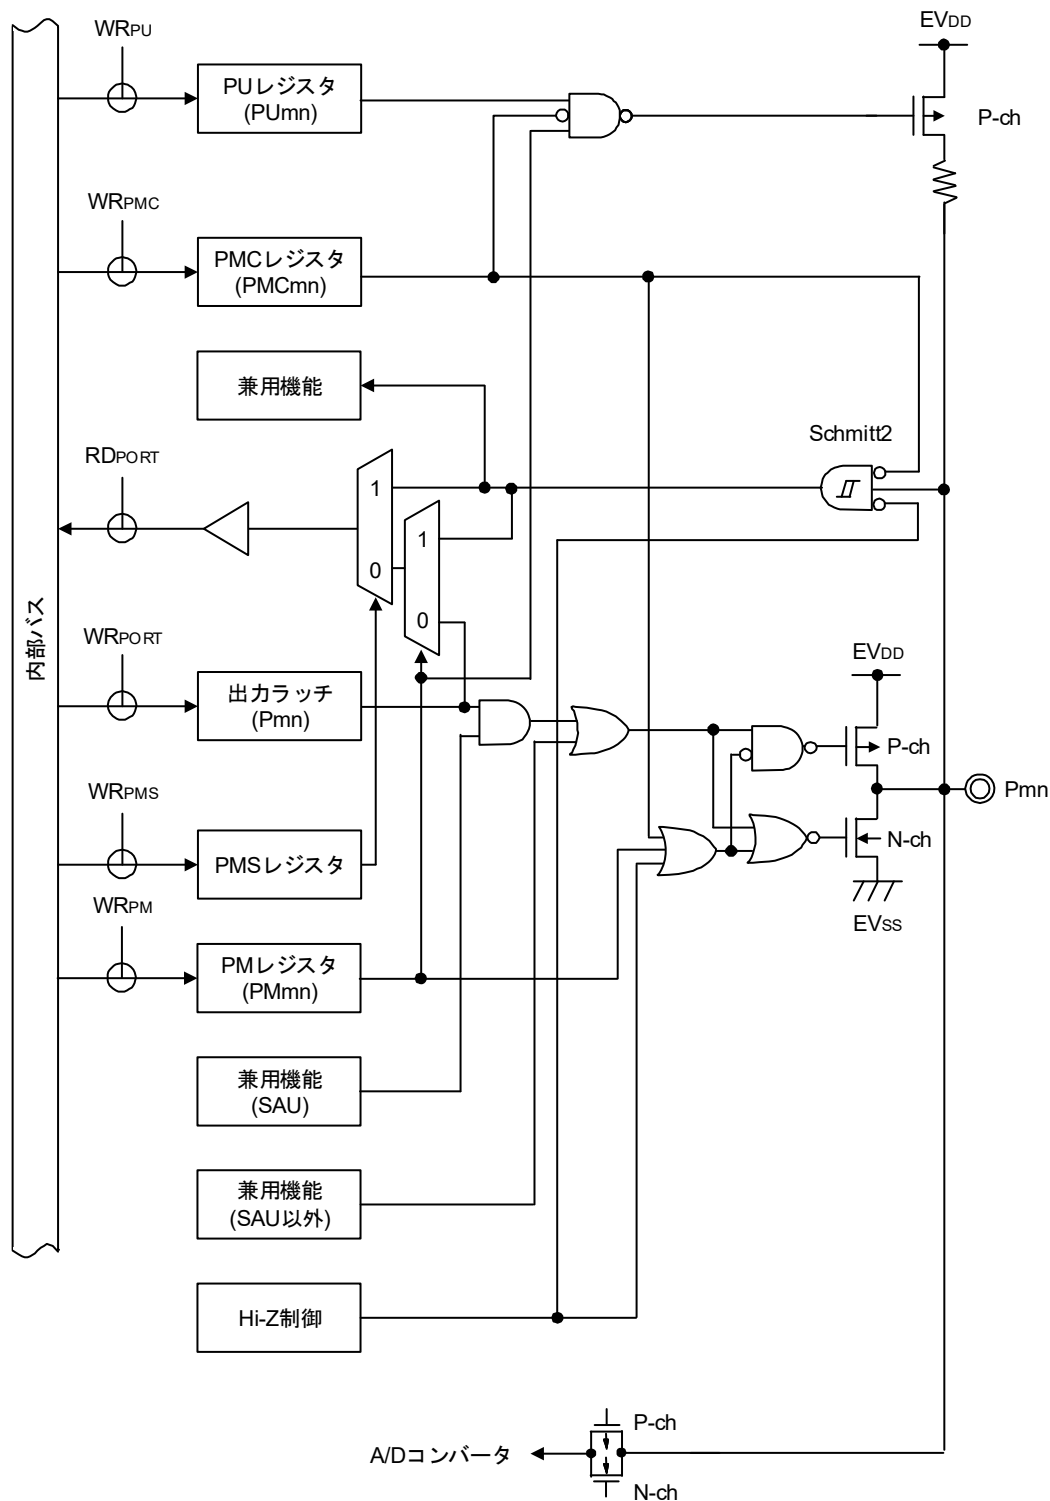 WRPU
EVDD
PUレジスタ
(PUmn)
P-ch
WRPMC
PMCレジスタ
(PMCmn)
兼用機能
Schmitt2
RDPORT
1
0
1
0
内部バス
WRPORT
出力ラッチ
(Pmn)
EVDD
P-ch
Pmn
WRPMS
PMSレジスタ
N-ch
EVSS
WRPM
PMレジスタ
(PMmn)
兼用機能
(SAU)
兼用機能
(SAU以外)
Hi-Z制御
P-ch
A/Dコンバータ
N-ch